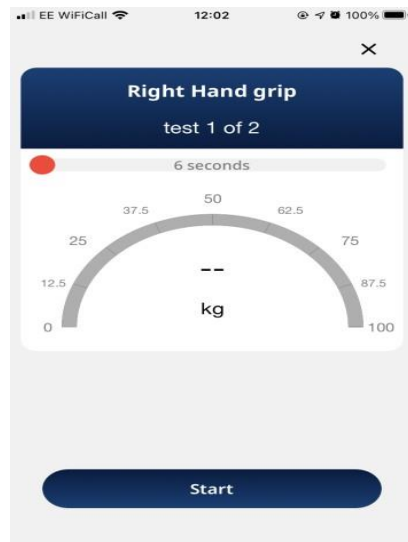 EE WiFiCall 12:02 100%
×
Right Hand grip
test 1 of 2
6 seconds
50
37.5 62.5
25 75
--
12.5 87.5
kg
0 100
Start